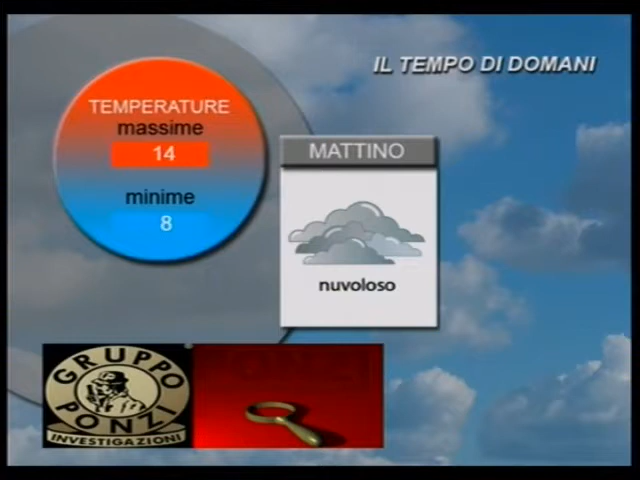 IL TEMPO DI DOMANI
TEMPERATURE
massime
14
minime
8
MATTINO
nuvoloso
GRUPPO
PONZI
INVESTIGAZIONI